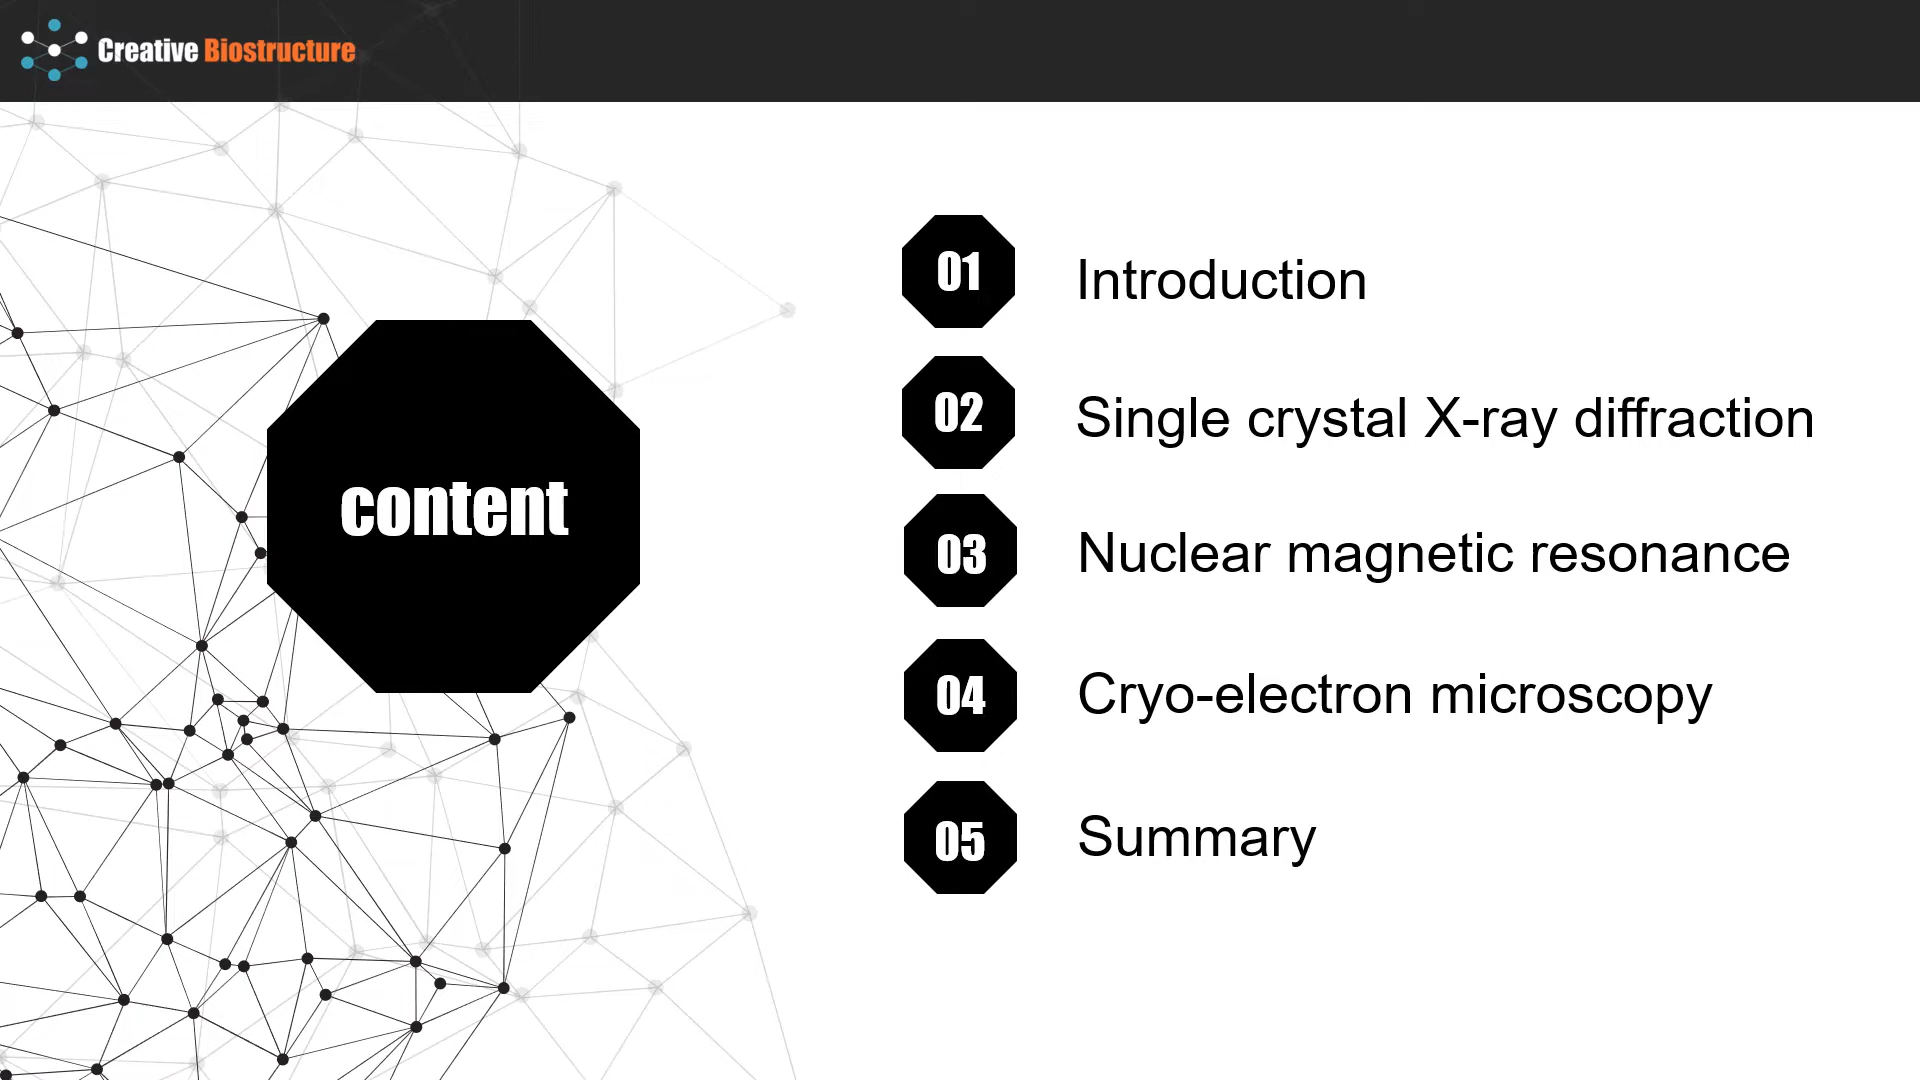 Creative Biostructure
content
01 Introduction
02 Single crystal X-ray diffraction
03 Nuclear magnetic resonance
04 Cryo-electron microscopy
05 Summary